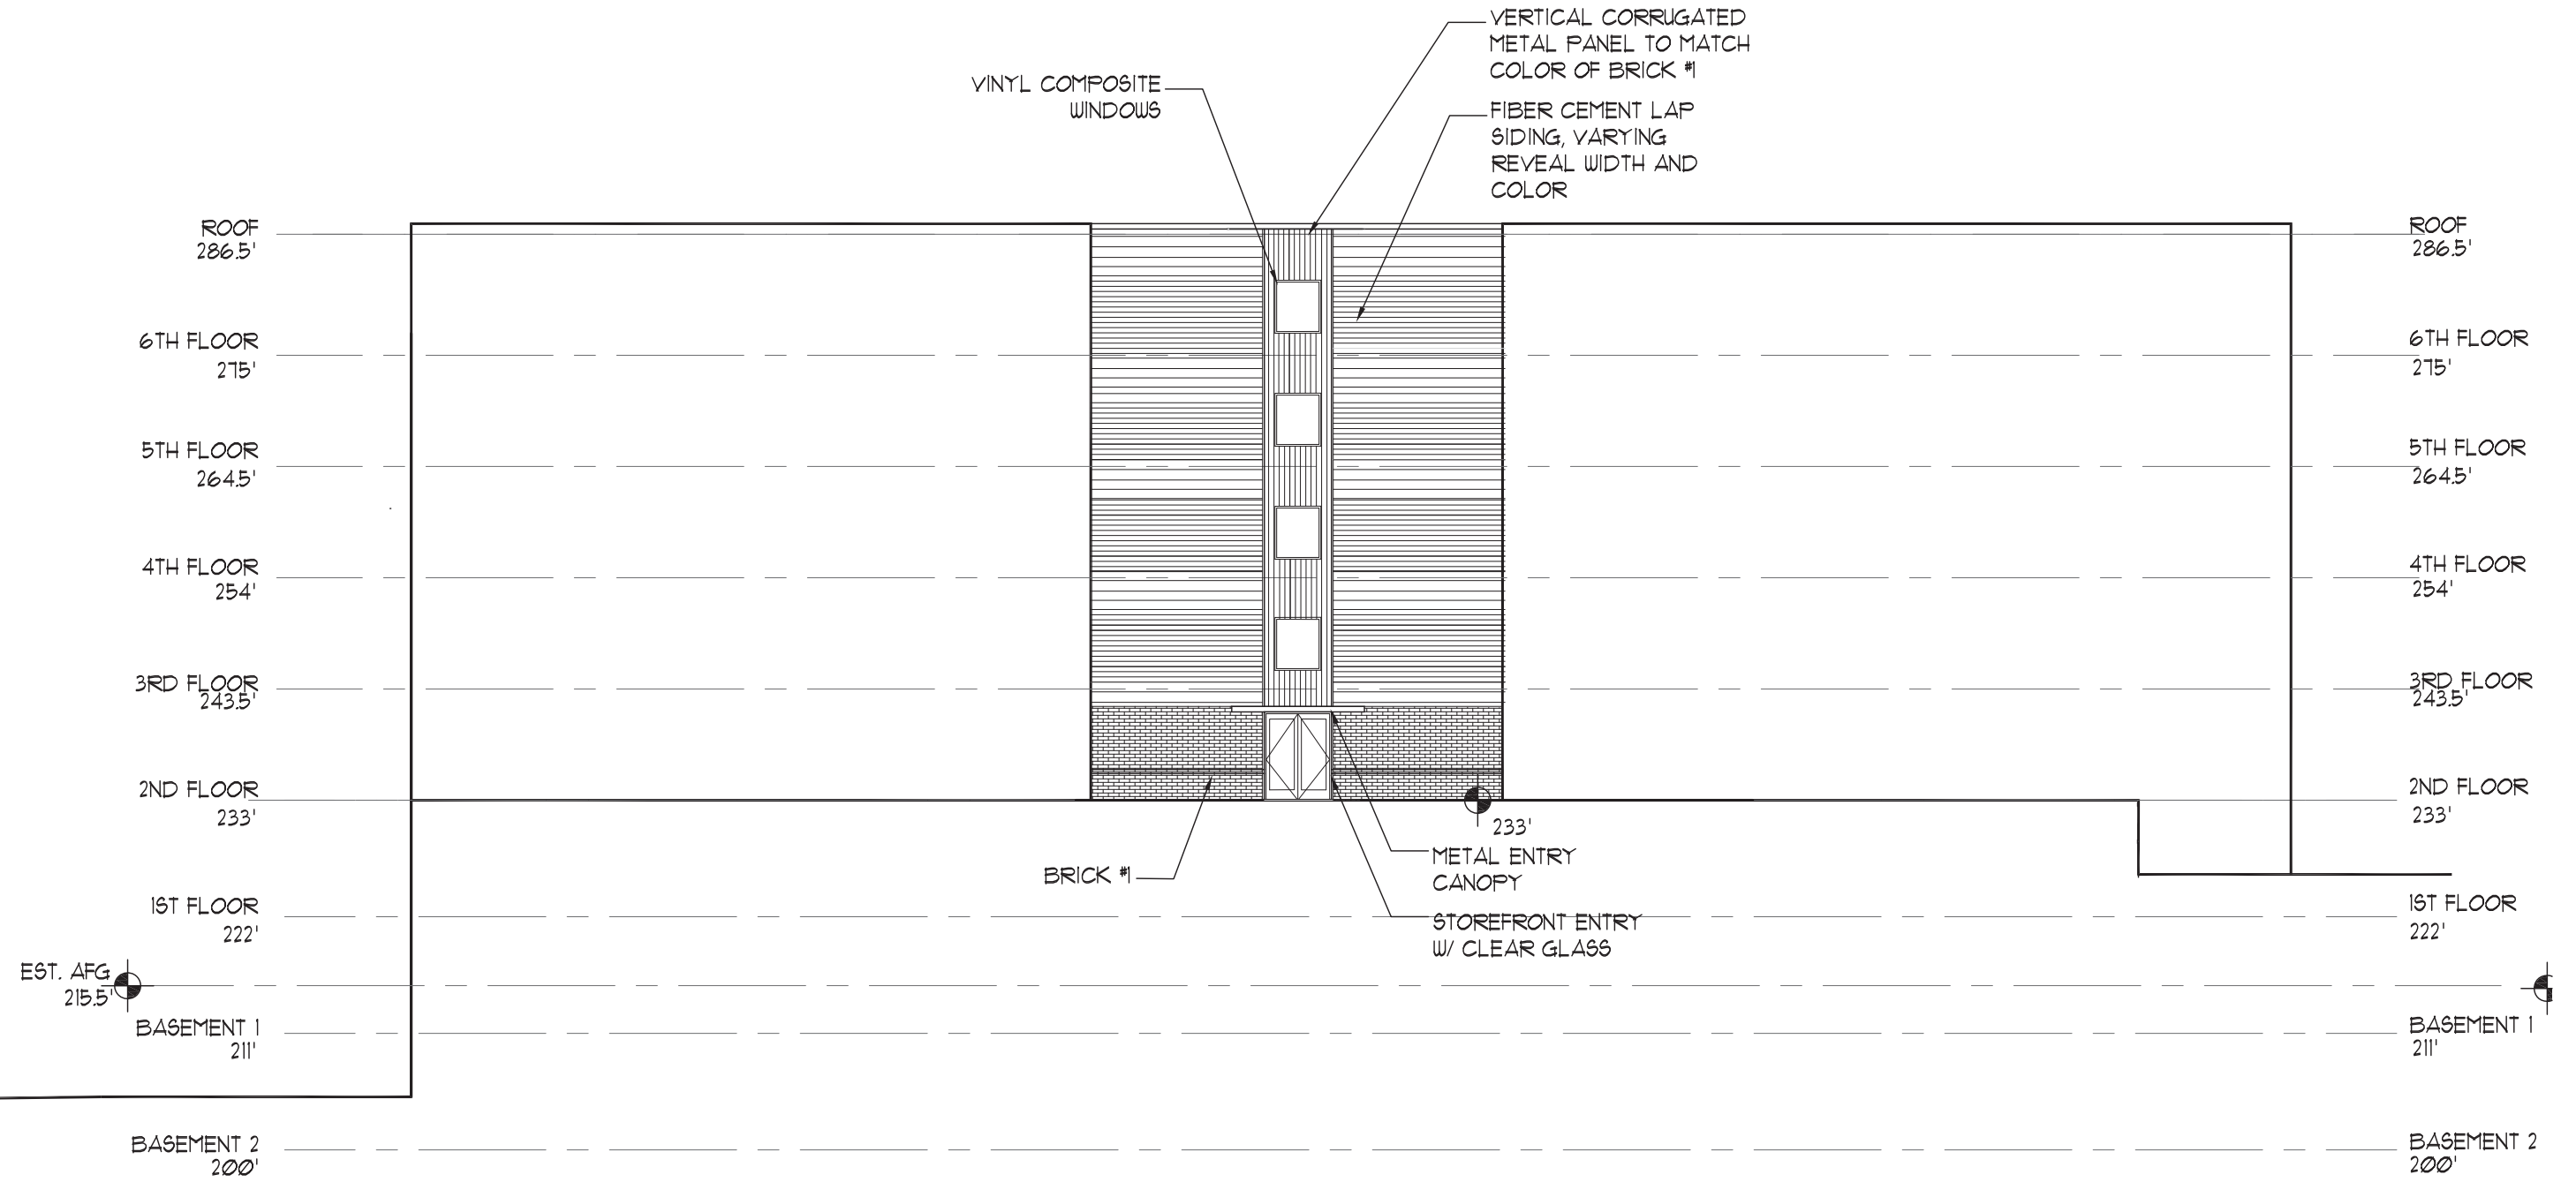 VERTICAL CORRUGATED
METAL PANEL TO MATCH
COLOR OF BRICK #1
VINYL COMPOSITE
WINDOWS
FIBER CEMENT LAP
SIDING, VARYING
REVEAL WIDTH AND
COLOR
ROOF
286.5'
ROOF
286.5'
6TH FLOOR
275'
6TH FLOOR
275'
5TH FLOOR
264.5'
5TH FLOOR
264.5'
4TH FLOOR
254'
4TH FLOOR
254'
3RD FLOOR
243.5'
3RD FLOOR
243.5'
2ND FLOOR
233'
2ND FLOOR
233'
233'
METAL ENTRY
CANOPY
BRICK #1
1ST FLOOR
222'
1ST FLOOR
222'
STOREFRONT ENTRY
W/ CLEAR GLASS
EST. AFG
215.5'
BASEMENT 1
211'
BASEMENT 1
211'
BASEMENT 2
200'
BASEMENT 2
200'